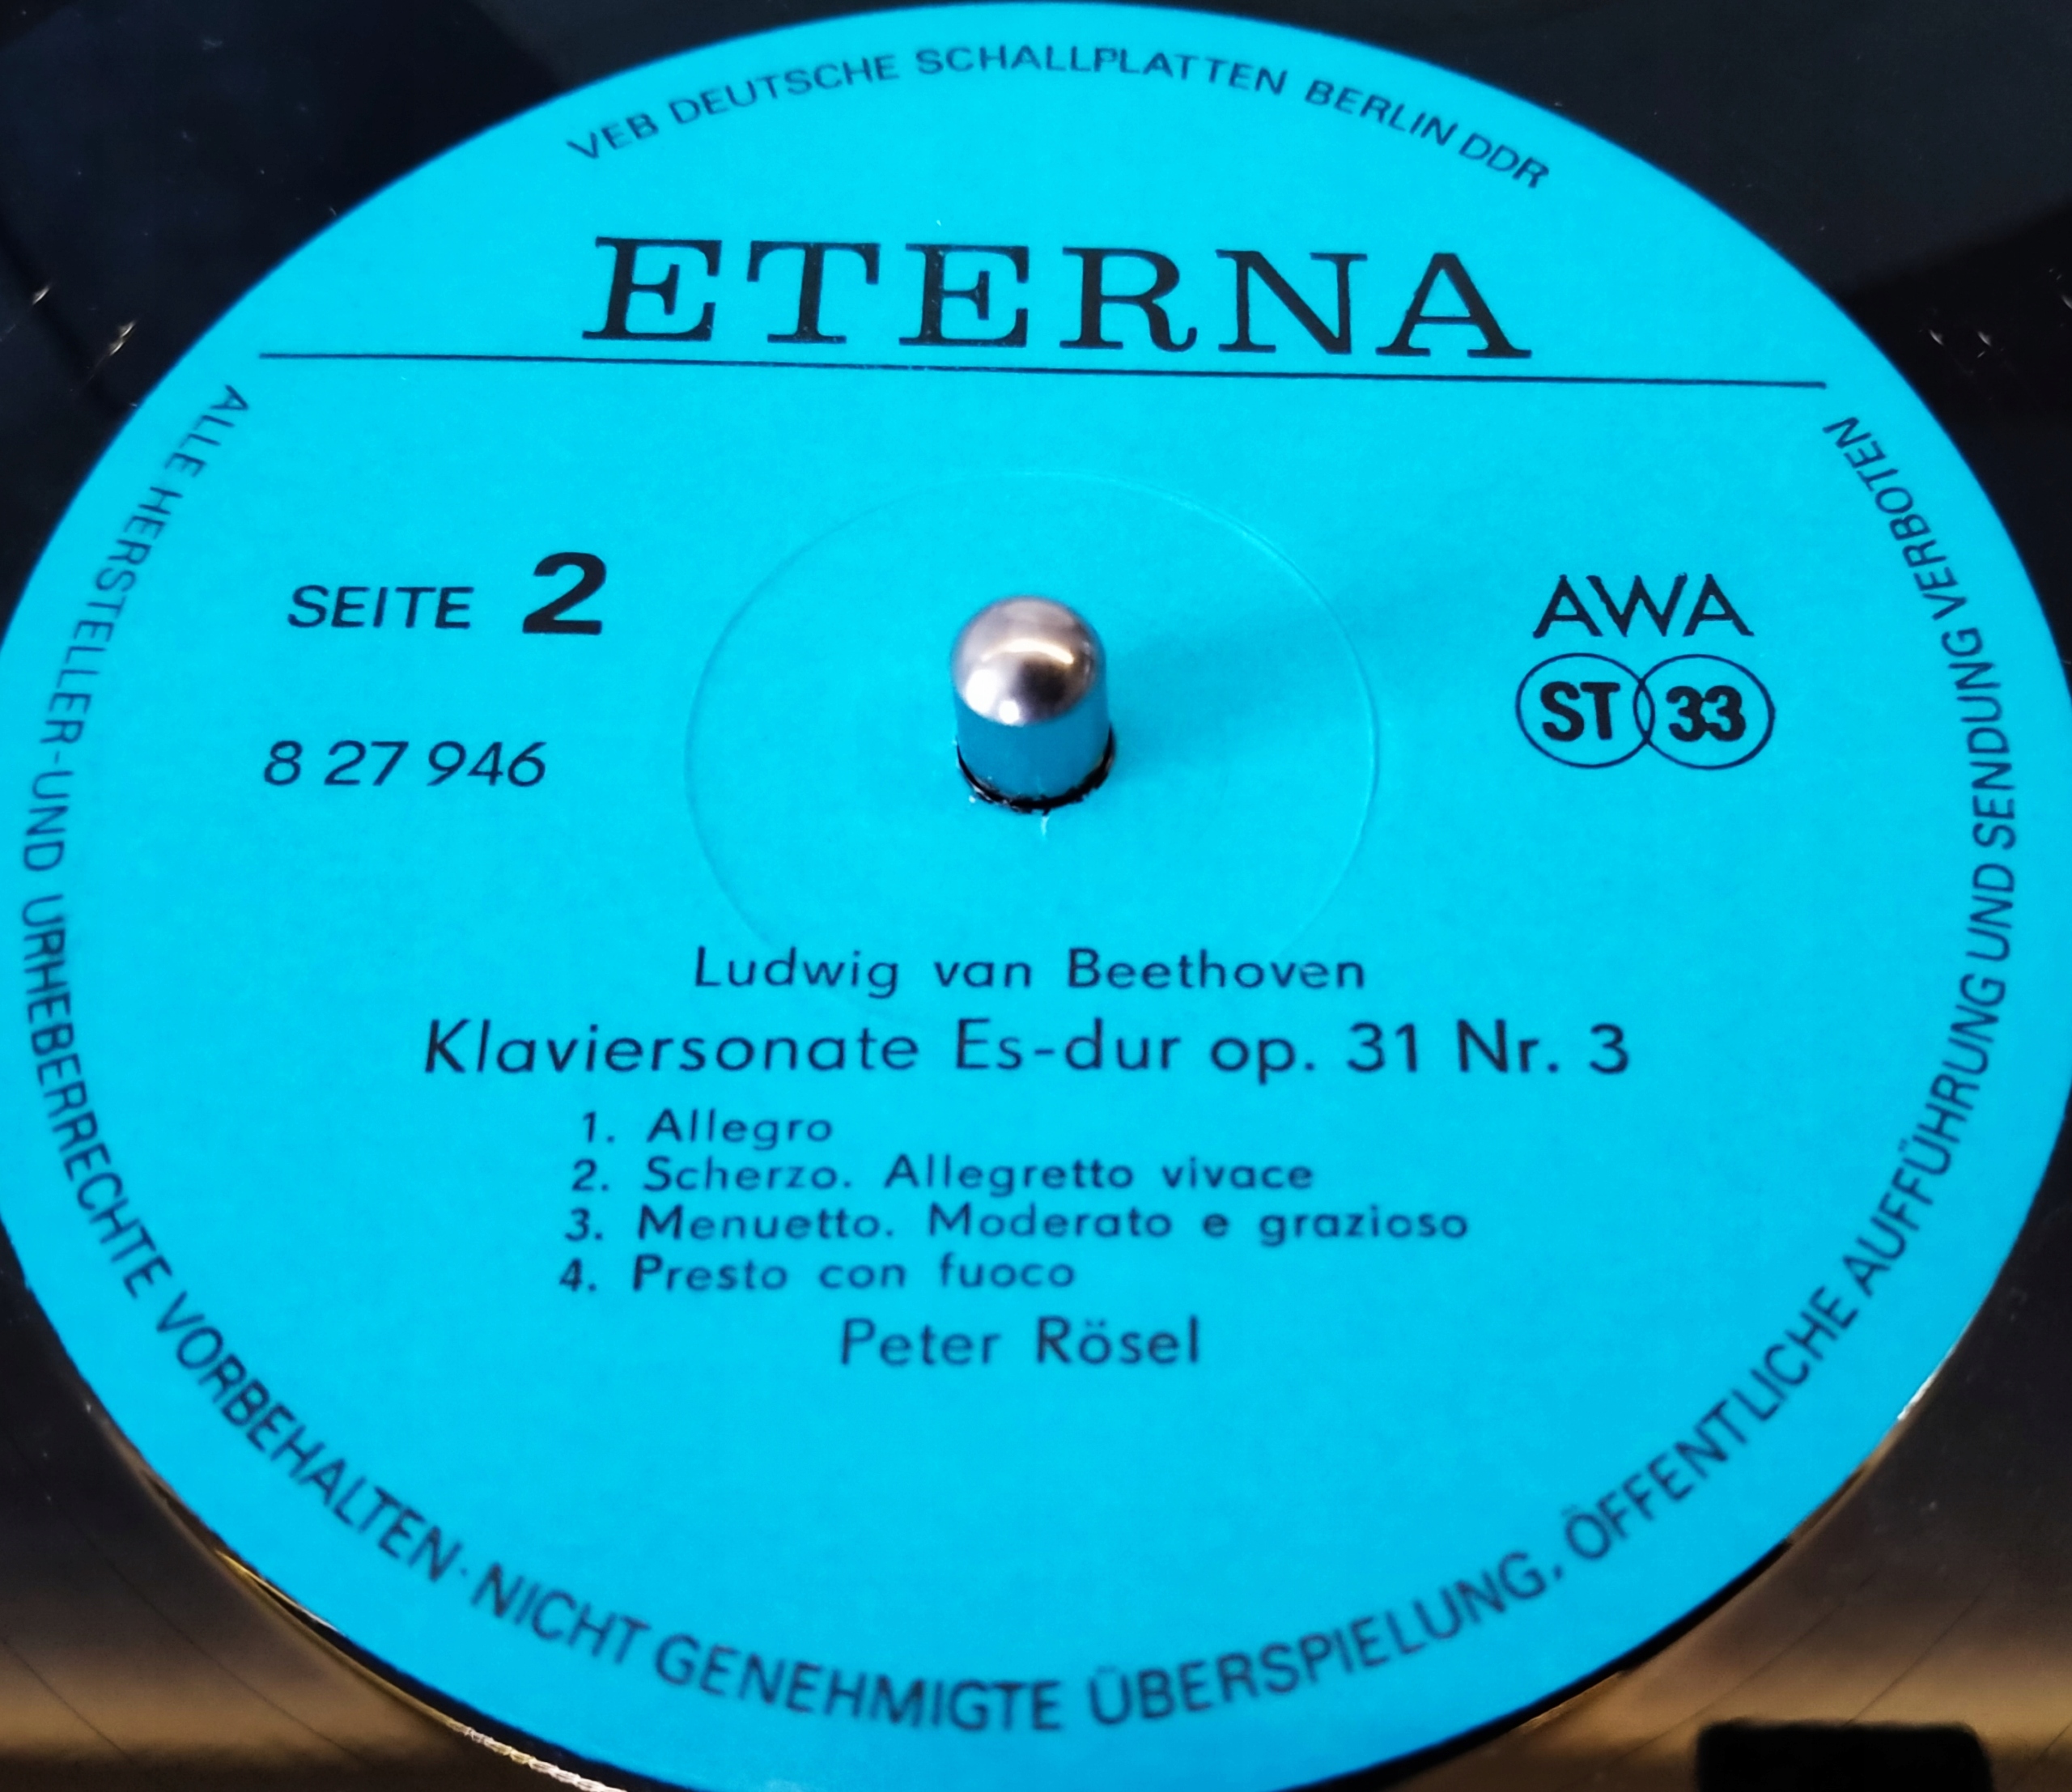 VEB DEUTSCHE SCHALLPLATTEN BERLIN DDR
ETERNA
SEITE 2
8 27 946
AWA
ST 33
Ludwig van Beethoven
Klaviersonate Es-dur op. 31 Nr. 3
1. Allegro
2. Scherzo. Allegretto vivace
3. Menuetto. Moderato e grazioso
4. Presto con fuoco
Peter Rösel
ALLE HERSTELLER-UND URHEBERRECHTE VORBEHALTEN · NICHT GENEHMIGTE ÜBERSPIELUNG, ÖFFENTLICHE AUFFÜHRUNG UND SENDUNG VERBOTEN